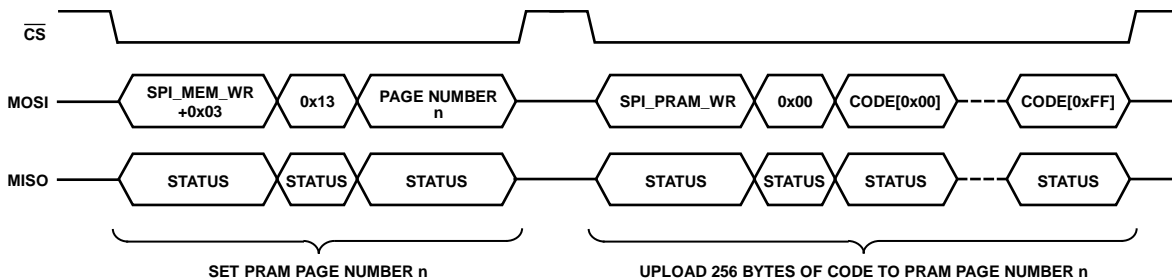 CS
MOSI
SPI_MEM_WR
+0x03
0x13
PAGE NUMBER
n
SPI_PRAM_WR
0x00
CODE[0x00]
CODE[0xFF]
MISO
STATUS
STATUS
STATUS
STATUS
STATUS
STATUS
STATUS
SET PRAM PAGE NUMBER n
UPLOAD 256 BYTES OF CODE TO PRAM PAGE NUMBER n